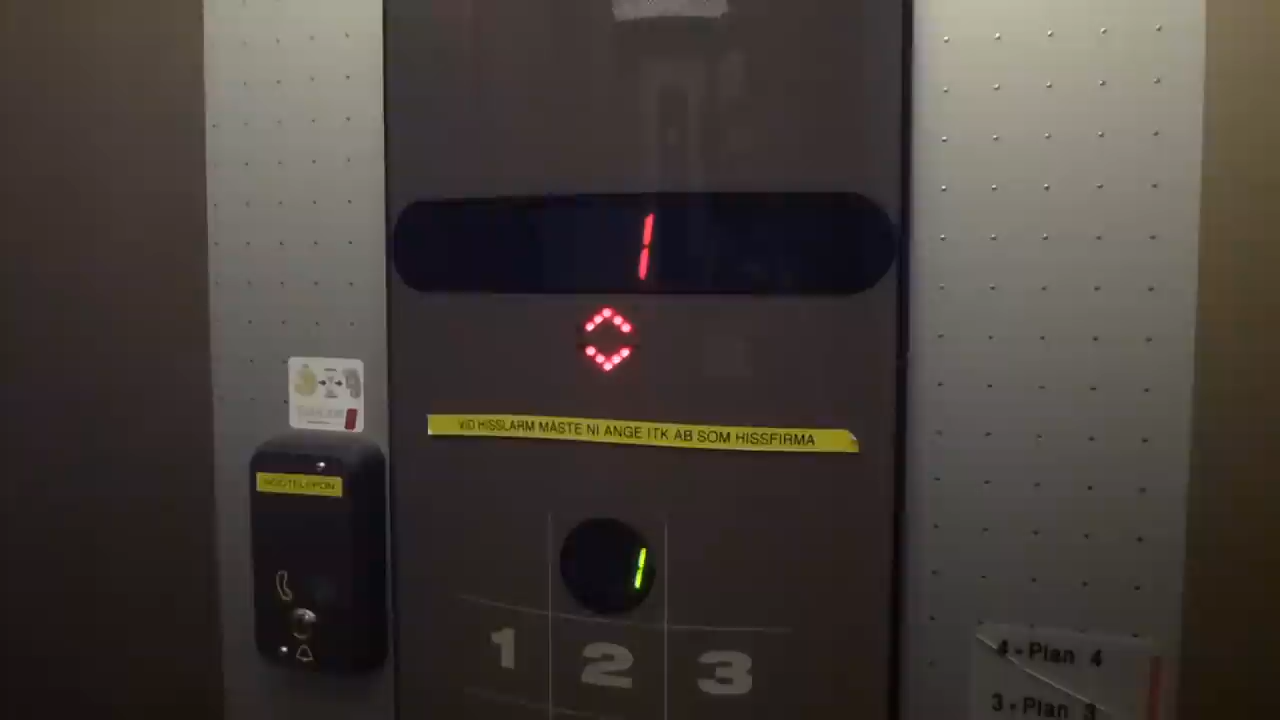 1
VID HISSLARM MÅSTE NI ANGE ITK AB SOM HISSFIRMA
NÖDTELEFON
1
1 2 3
4 - Plan 4
3 - Plan 3